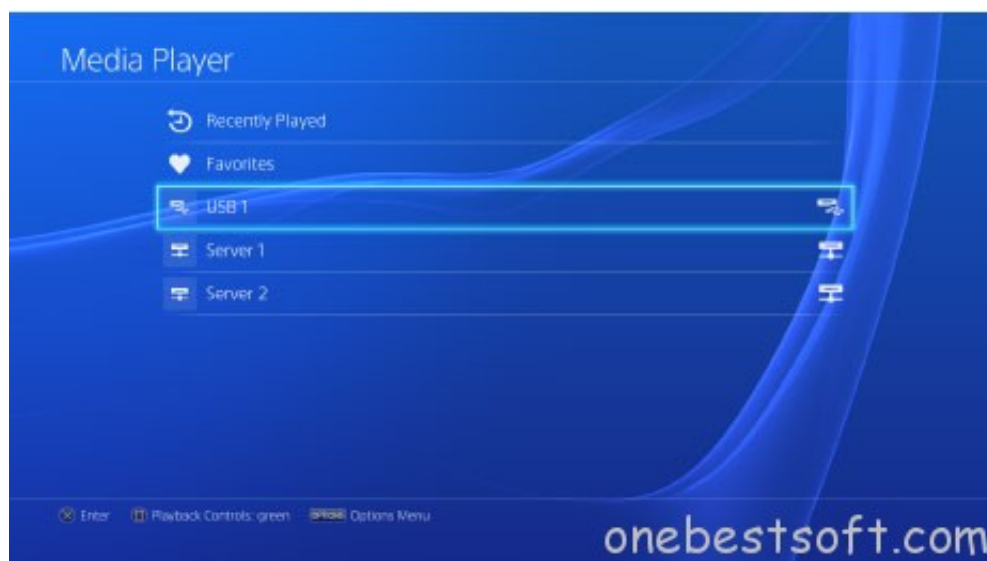 Media Player
Recently Played
Favorites
USB 1
Server 1
Server 2
Enter Playback Controls: green OPTIONS Options Menu
onebestsoft.com